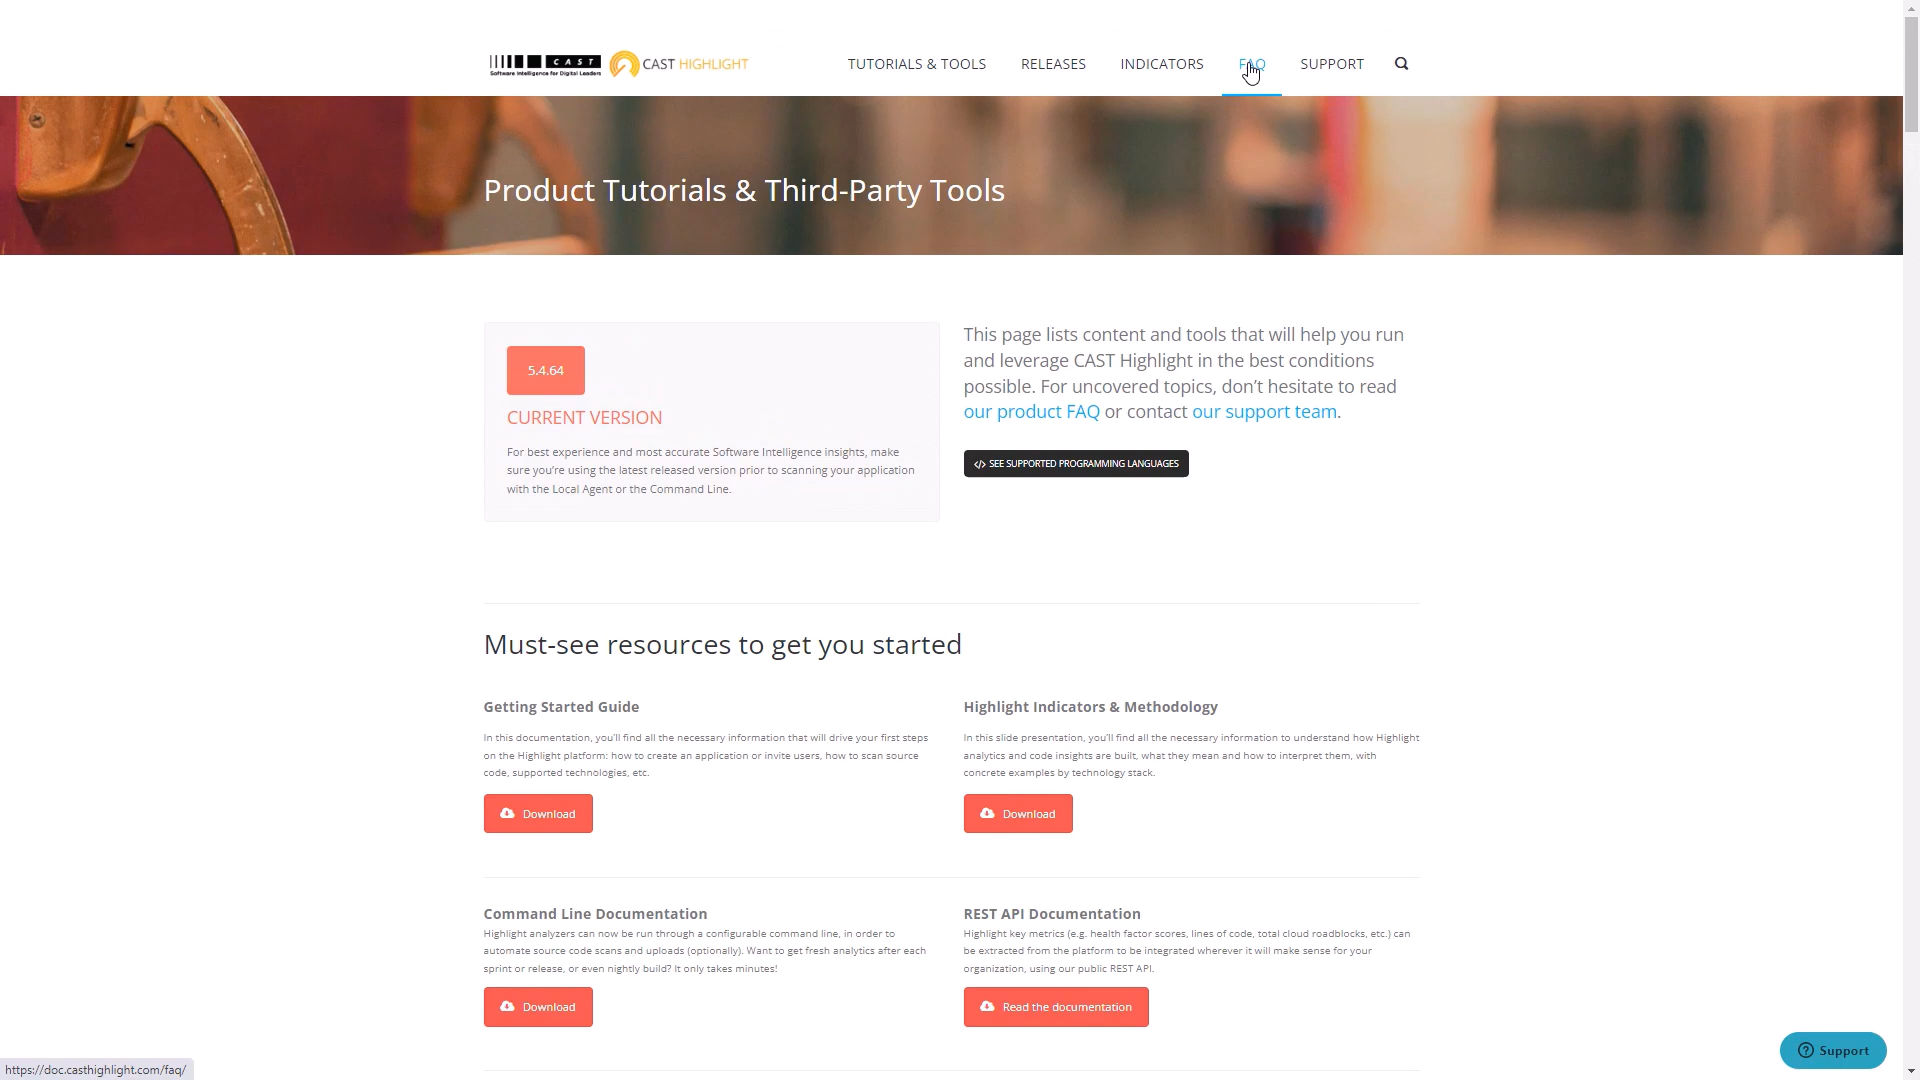 CAST
Software Intelligence for Digital Leaders
CAST HIGHLIGHT
TUTORIALS & TOOLS
RELEASES
INDICATORS
FAQ
SUPPORT
Product Tutorials & Third-Party Tools
5.4.64
CURRENT VERSION
For best experience and most accurate Software Intelligence insights, make
sure you're using the latest released version prior to scanning your application
with the Local Agent or the Command Line.
This page lists content and tools that will help you run
and leverage CAST Highlight in the best conditions
possible. For uncovered topics, don't hesitate to read
our product FAQ or contact our support team.
SEE SUPPORTED PROGRAMMING LANGUAGES
Must-see resources to get you started
Getting Started Guide
In this documentation, you'll find all the necessary information that will drive your first steps
on the Highlight platform: how to create an application or invite users, how to scan source
code, supported technologies, etc.
Download
Highlight Indicators & Methodology
In this slide presentation, you'll find all the necessary information to understand how Highlight
analytics and code insights are built, what they mean and how to interpret them, with
concrete examples by technology stack.
Download
Command Line Documentation
Highlight analyzers can now be run through a configurable command line, in order to
automate source code scans and uploads (optionally). Want to get fresh analytics after each
sprint or release, or even nightly build? It only takes minutes!
Download
REST API Documentation
Highlight key metrics (e.g. health factor scores, lines of code, total cloud roadblocks, etc.) can
be extracted from the platform to be integrated wherever it will make sense for your
organization, using our public REST API.
Read the documentation
Support
https://doc.casthighlight.com/faq/